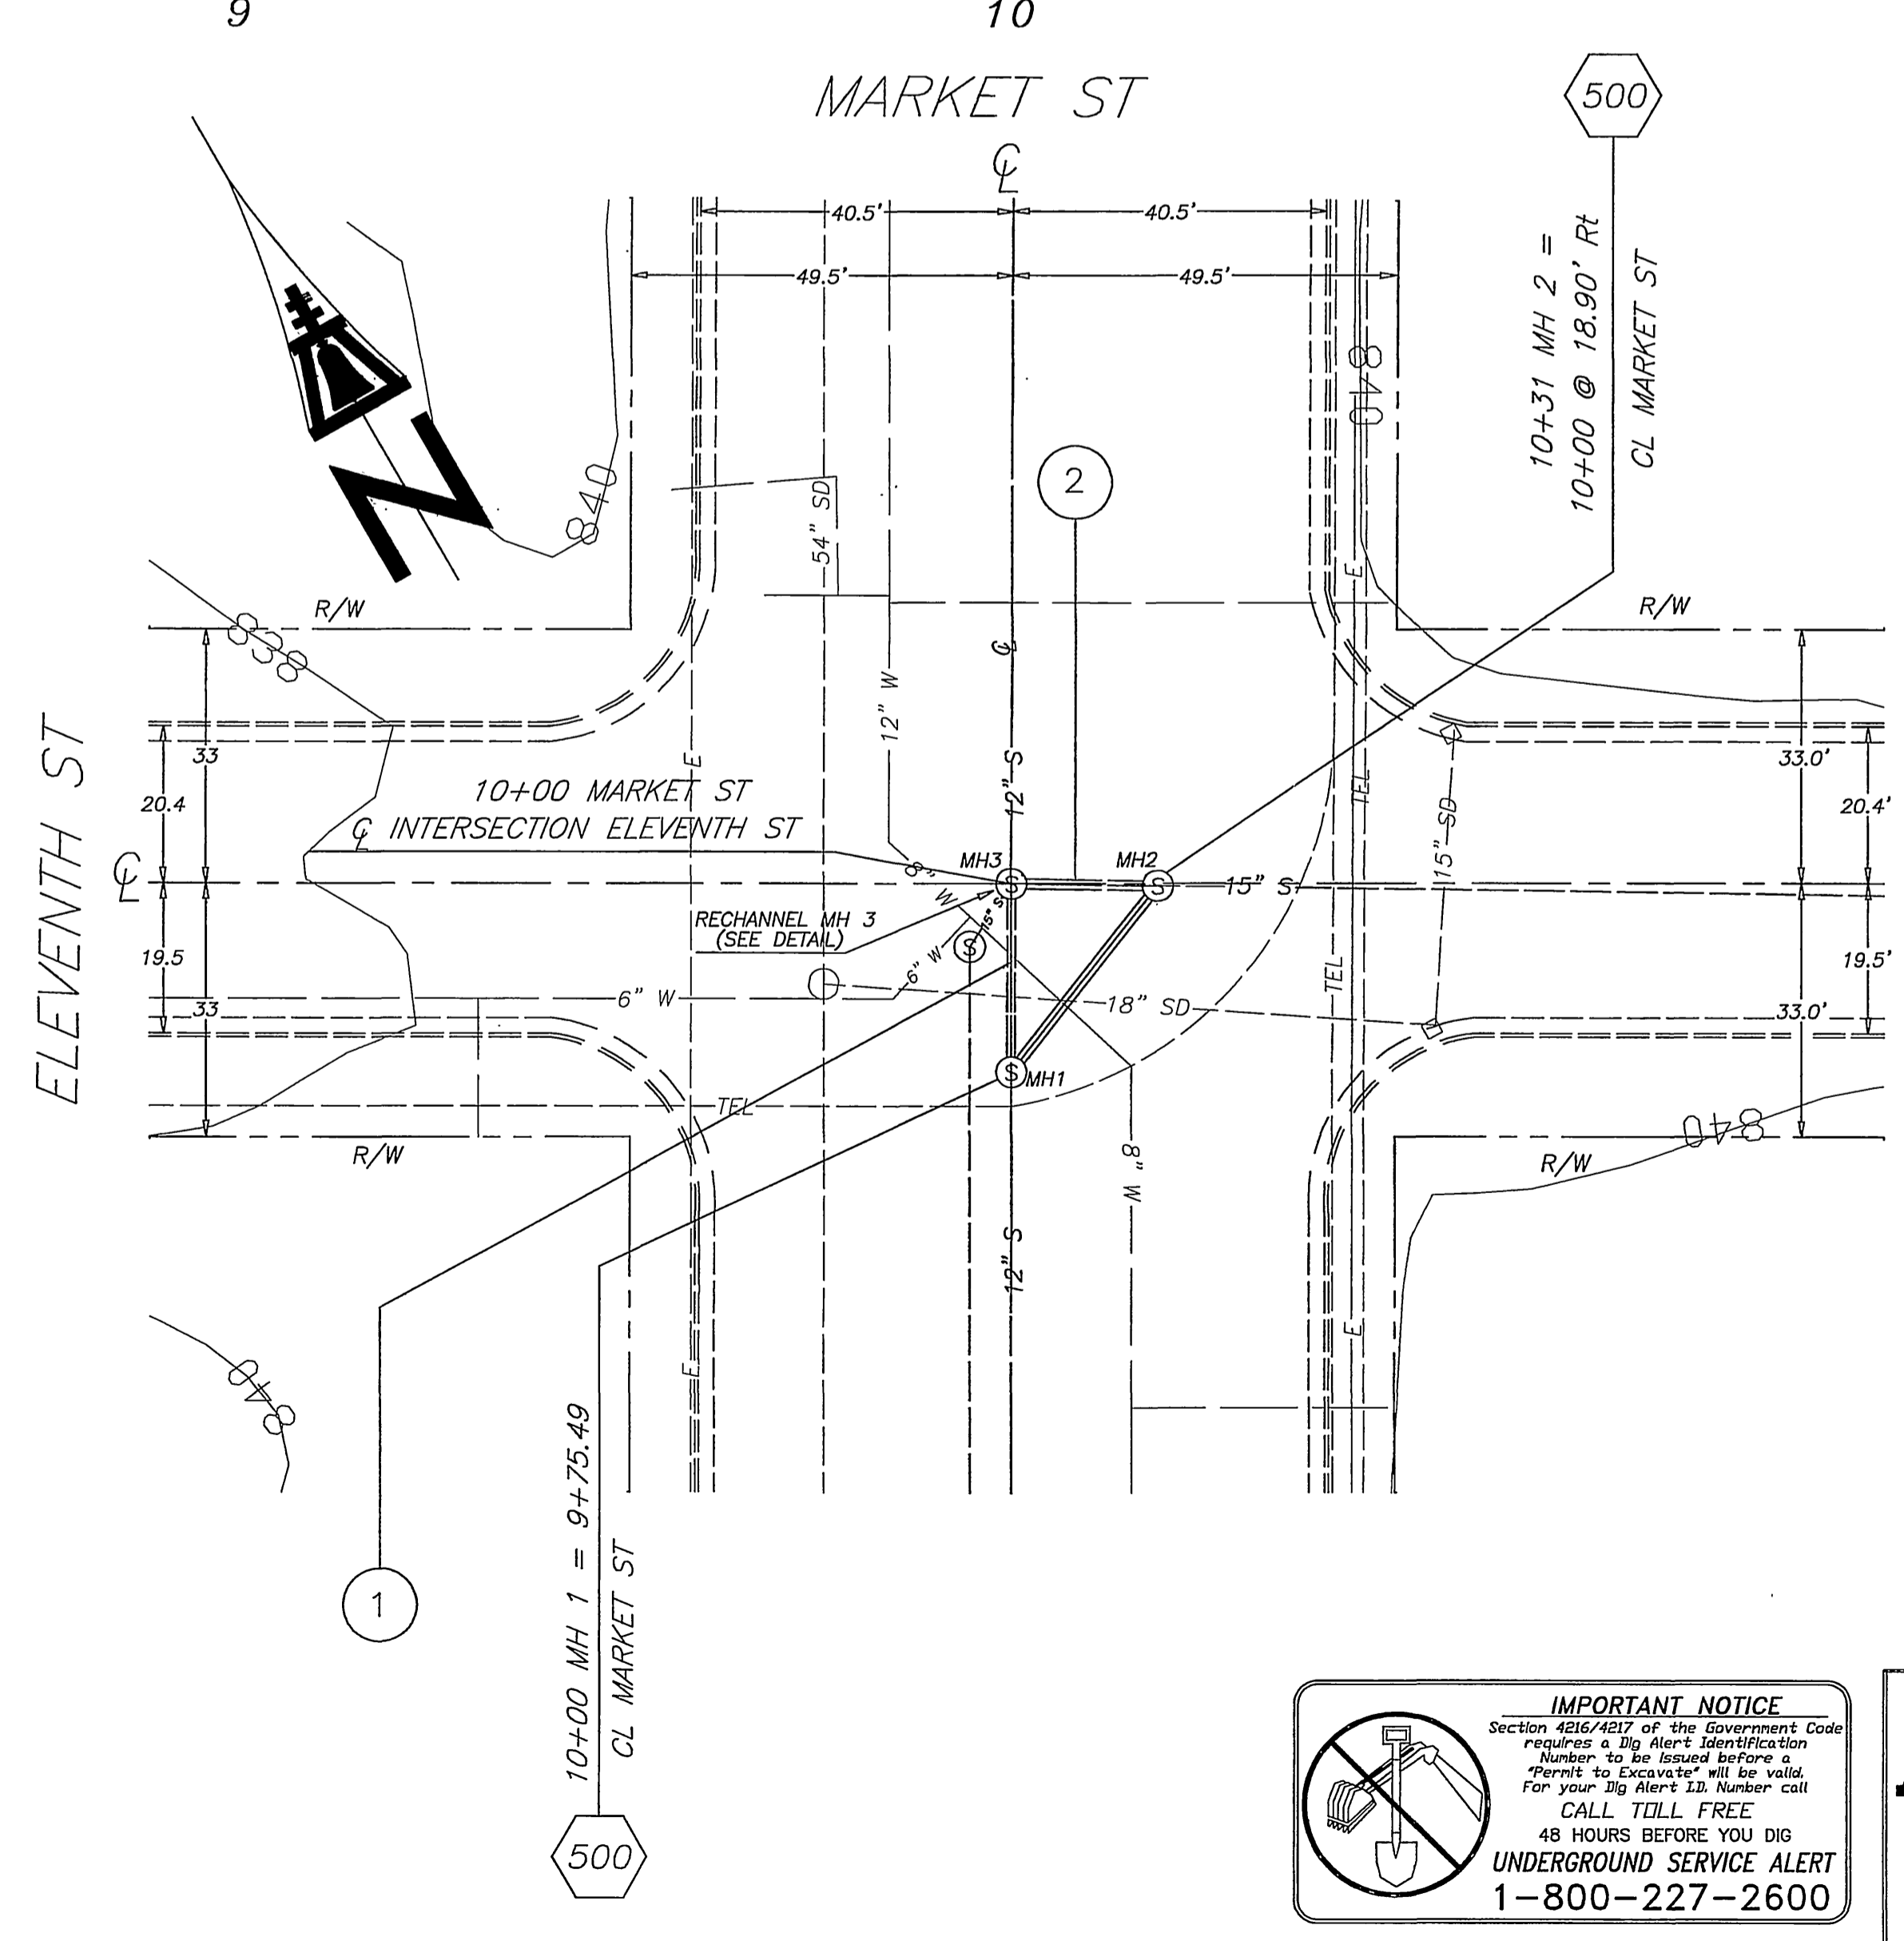 9
10
MARKET ST
CL
500
40.5'
40.5'
49.5'
49.5'
10+31 MH 2 =
10+00 @ 18.90' Rt
CL MARKET ST
840
2
840
54" SD
E
R/W
R/W
838
CL
12" W
33
33.0'
E
12" S
TEL
20.4
20.4'
10+00 MARKET ST
CL INTERSECTION ELEVENTH ST
15" SD
ELEVENTH ST
CL
MH3
MH2
S
S
15" S
8" W
RECHANNEL MH 3
(SEE DETAIL)
15" S
S
19.5
19.5'
6" W
TEL
6" W
18" SD
33
33.0'
S
MH1
TEL
840
R/W
R/W
8" W
12" S
E
E
840
1
10+00 MH 1 = 9+75.49
CL MARKET ST
500
IMPORTANT NOTICE
Section 4216/4217 of the Government Code
requires a Dig Alert Identification
Number to be issued before a
"Permit to Excavate" will be valid.
For your Dig Alert I.D. Number call
CALL TOLL FREE
48 HOURS BEFORE YOU DIG
UNDERGROUND SERVICE ALERT
1-800-227-2600